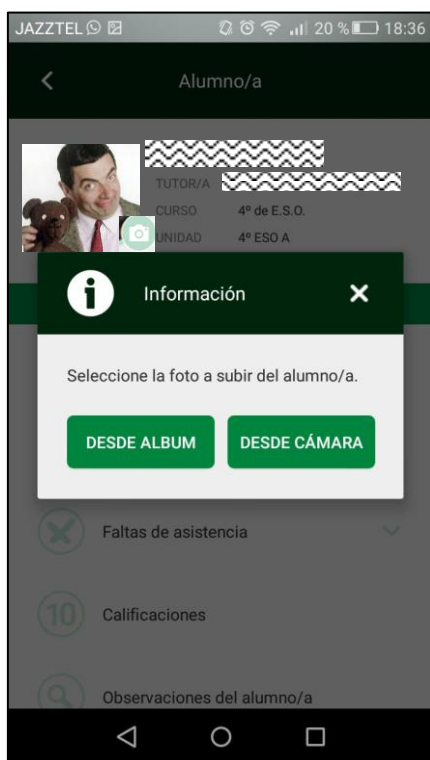 JAZZTEL 20 % 18:36
Alumno/a
TUTOR/A
CURSO 4º de E.S.O.
UNIDAD 4º ESO A
i Información
Seleccione la foto a subir del alumno/a.
DESDE ALBUM DESDE CÁMARA
Faltas de asistencia
10 Calificaciones
Observaciones del alumno/a